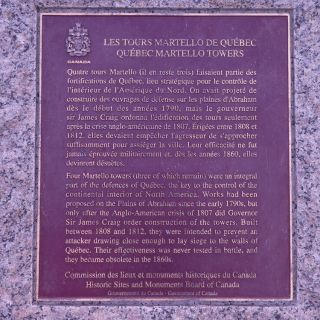 CANADA
LES TOURS MARTELLO DE QUÉBEC
QUÉBEC MARTELLO TOWERS
Quatre tours Martello (il en reste trois) faisaient partie des
fortifications de Québec, lieu stratégique pour le contrôle de
l'intérieur de l'Amérique du Nord. On avait projeté de
construire des ouvrages de défense sur les plaines d'Abraham
dès le début des années 1790, mais le gouverneur
sir James Craig ordonna l'édification des tours seulement
après la crise anglo-américaine de 1807. Érigées entre 1808 et
1812, elles devaient empêcher l'agresseur de s'approcher
suffisamment pour assiéger la ville. Leur efficacité ne fut
jamais éprouvée militairement et, dès les années 1860, elles
devinrent désuètes.
Four Martello towers (three of which remain) were an integral
part of the defences of Québec, the key to the control of the
continental interior of North America. Works had been
proposed on the Plains of Abraham since the early 1790s, but
only after the Anglo-American crisis of 1807 did Governor
Sir James Craig order construction of the towers. Built
between 1808 and 1812, they were intended to prevent an
attacker drawing close enough to lay siege to the walls of
Québec. Their effectiveness was never tested in battle, and
they became obsolete in the 1860s.
Commission des lieux et monuments historiques du Canada
Historic Sites and Monuments Board of Canada
Gouvernement du Canada - Government of Canada